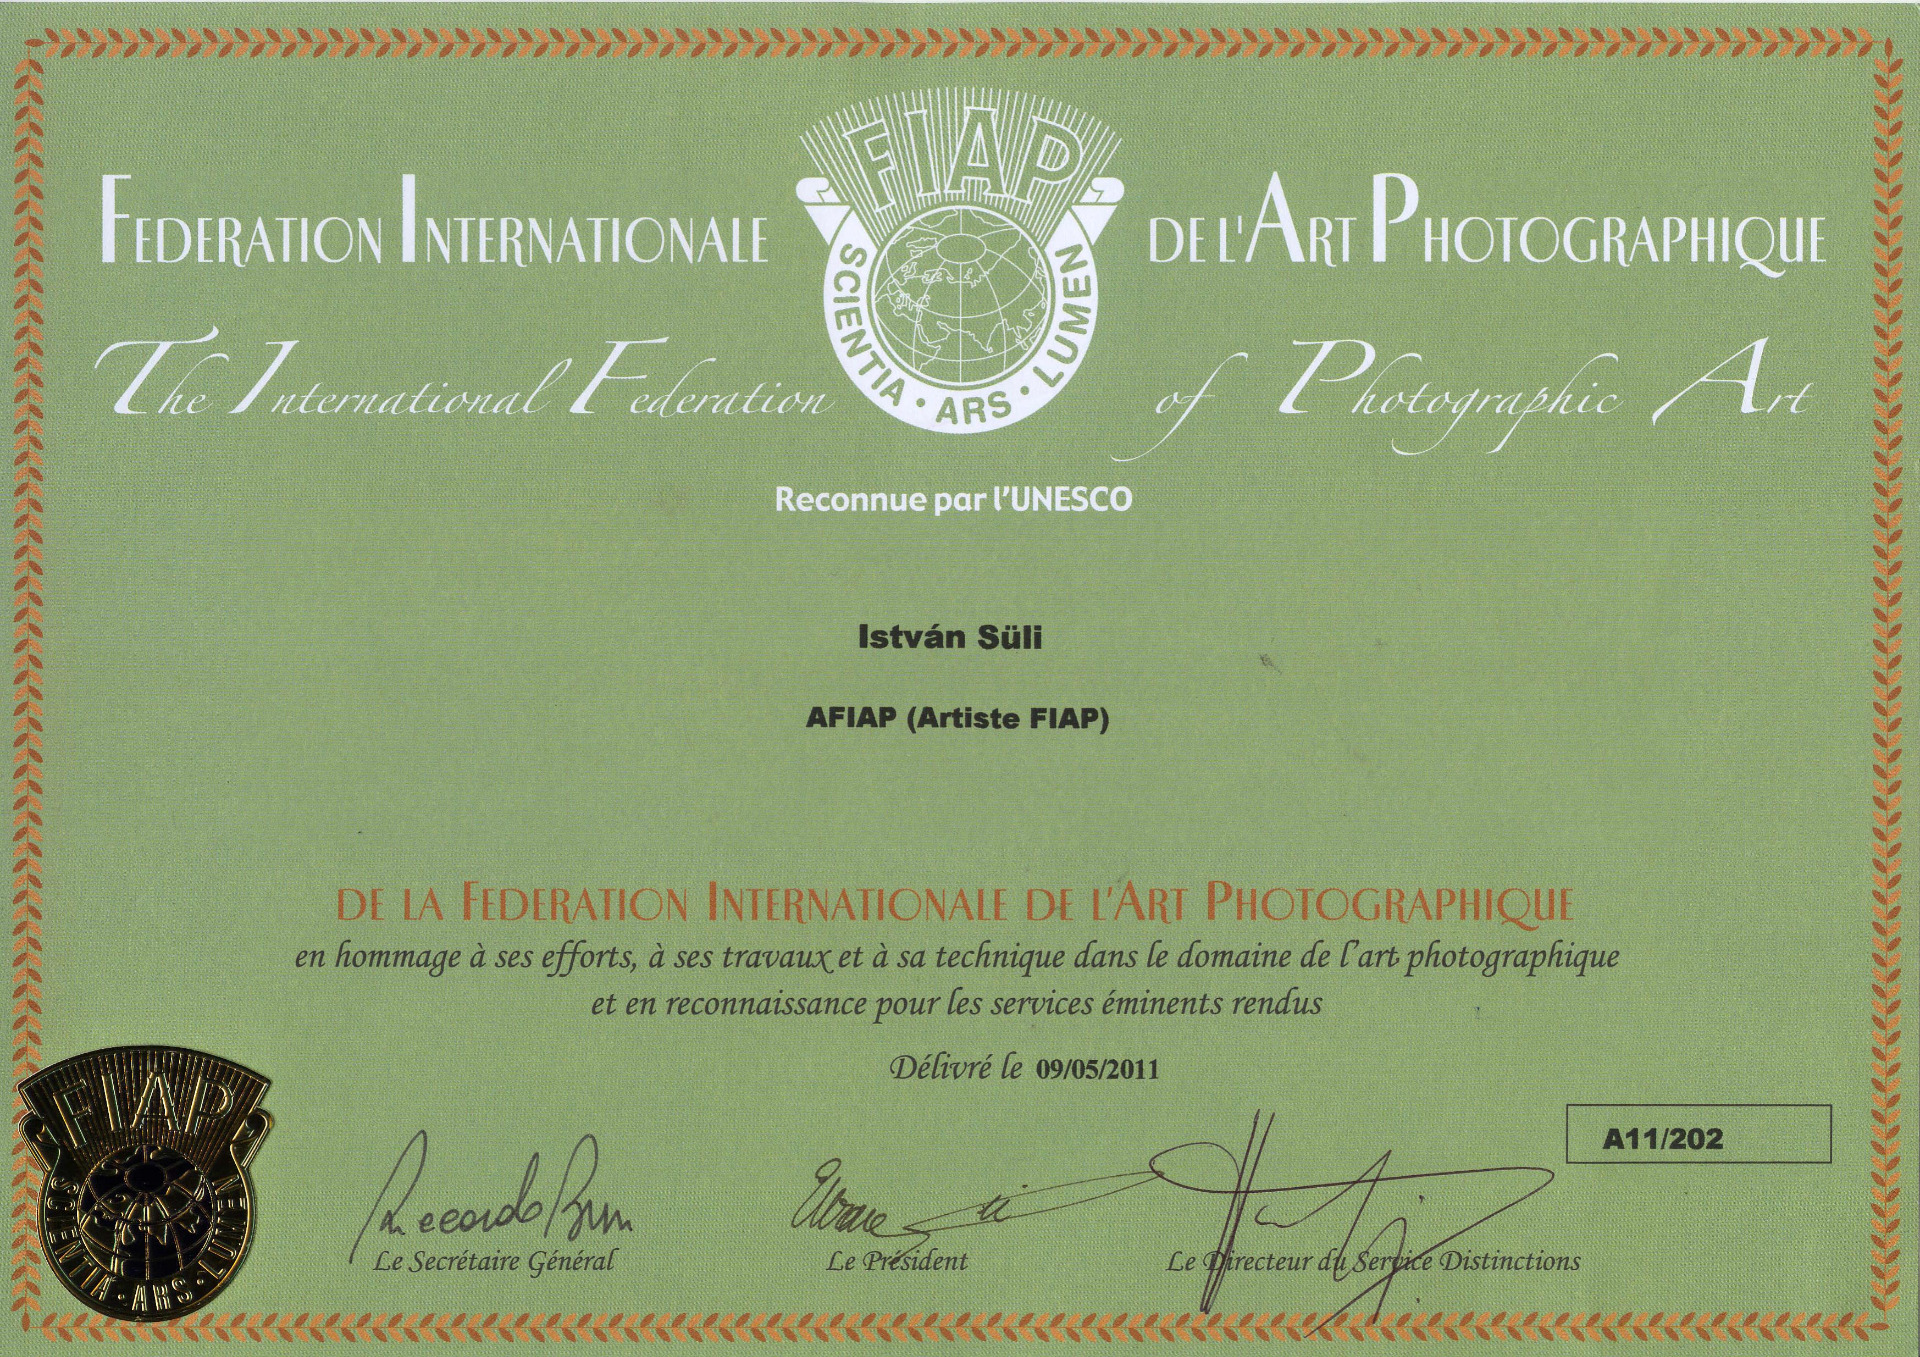 FIAP
FEDERATION INTERNATIONALE DE L'ART PHOTOGRAPHIQUE
SCIENTIA · ARS · LUMEN
The International Federation of Photographic Art
Reconnue par l'UNESCO
István Süli
AFIAP (Artiste FIAP)
DE LA FEDERATION INTERNATIONALE DE L'ART PHOTOGRAPHIQUE
en hommage à ses efforts, à ses travaux et à sa technique dans le domaine de l'art photographique
et en reconnaissance pour les services éminents rendus
Délivré le 09/05/2011
A11/202
FIAP
SCIENTIA · ARS · LUMEN
Riccardo
Le Secrétaire Général
Le Président
Le Directeur du Service Distinctions